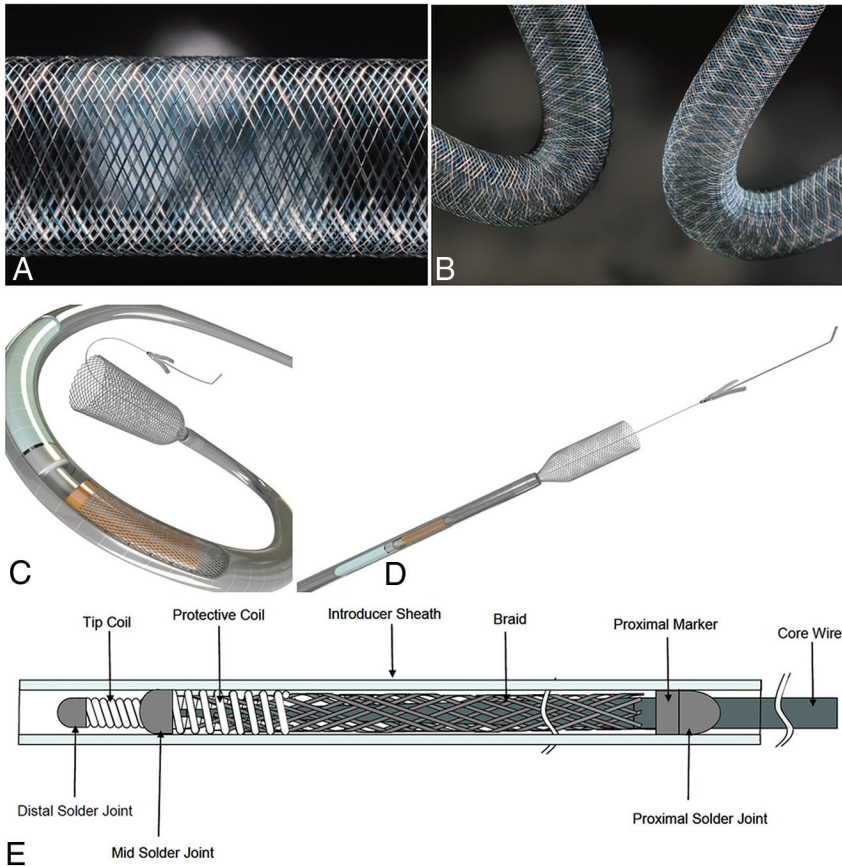 A
B
C
D
Tip Coil
Protective Coil
Introducer Sheath
Braid
Proximal Marker
Core Wire
Distal Solder Joint
Mid Solder Joint
Proximal Solder Joint
E